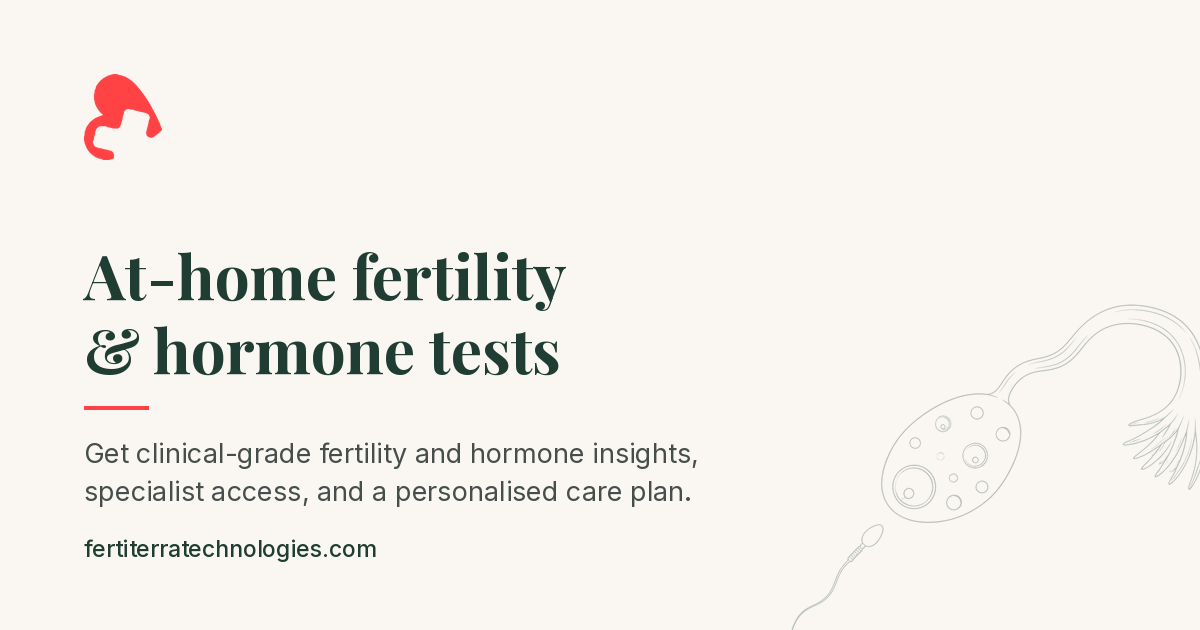 At-home fertility
& hormone tests
Get clinical-grade fertility and hormone insights,
specialist access, and a personalised care plan.
fertiterratechnologies.com